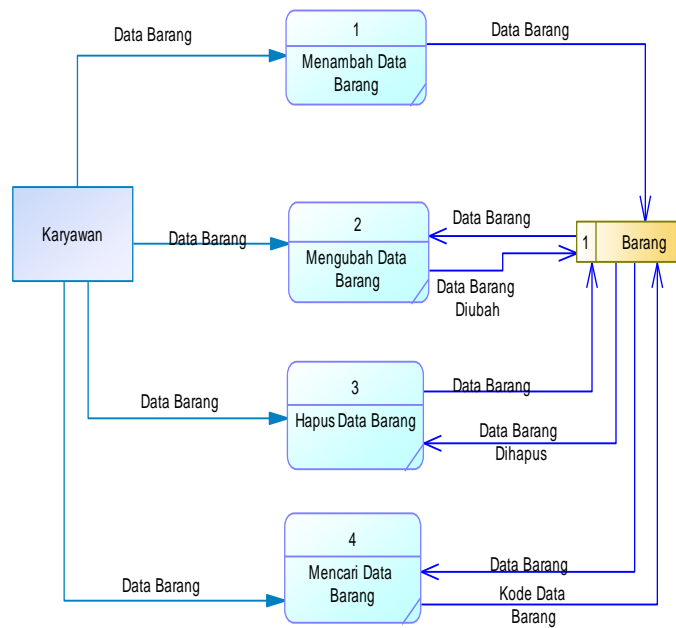 Data Barang
1
Menambah Data
Barang
Data Barang
Karyawan
Data Barang
2
Mengubah Data
Barang
Data Barang
Data Barang
Diubah
1
Barang
Data Barang
3
Hapus Data Barang
Data Barang
Data Barang
Dihapus
Data Barang
4
Mencari Data
Barang
Data Barang
Kode Data
Barang